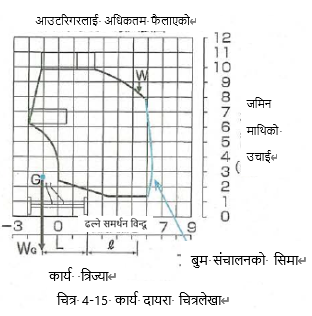 आउटरिगरलाई अधिकतम फैलाएको
12
11
10
9
8
7
6
5
4
3
2
1
0
W
जमिन
माथिको
उचाई
(
G
-3 0 ढल्ने समर्थन विन्दू 7 9
WG L ℓ
: बुम संचालनको सिमा
कार्य त्रिज्या
चित्र 4-15 कार्य दायरा चित्रलेखा